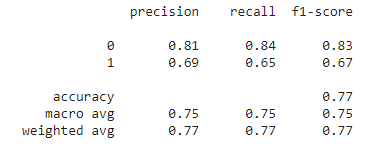 precision recall f1-score
0 0.81 0.84 0.83
1 0.69 0.65 0.67
accuracy 0.77
macro avg 0.75 0.75 0.75
weighted avg 0.77 0.77 0.77